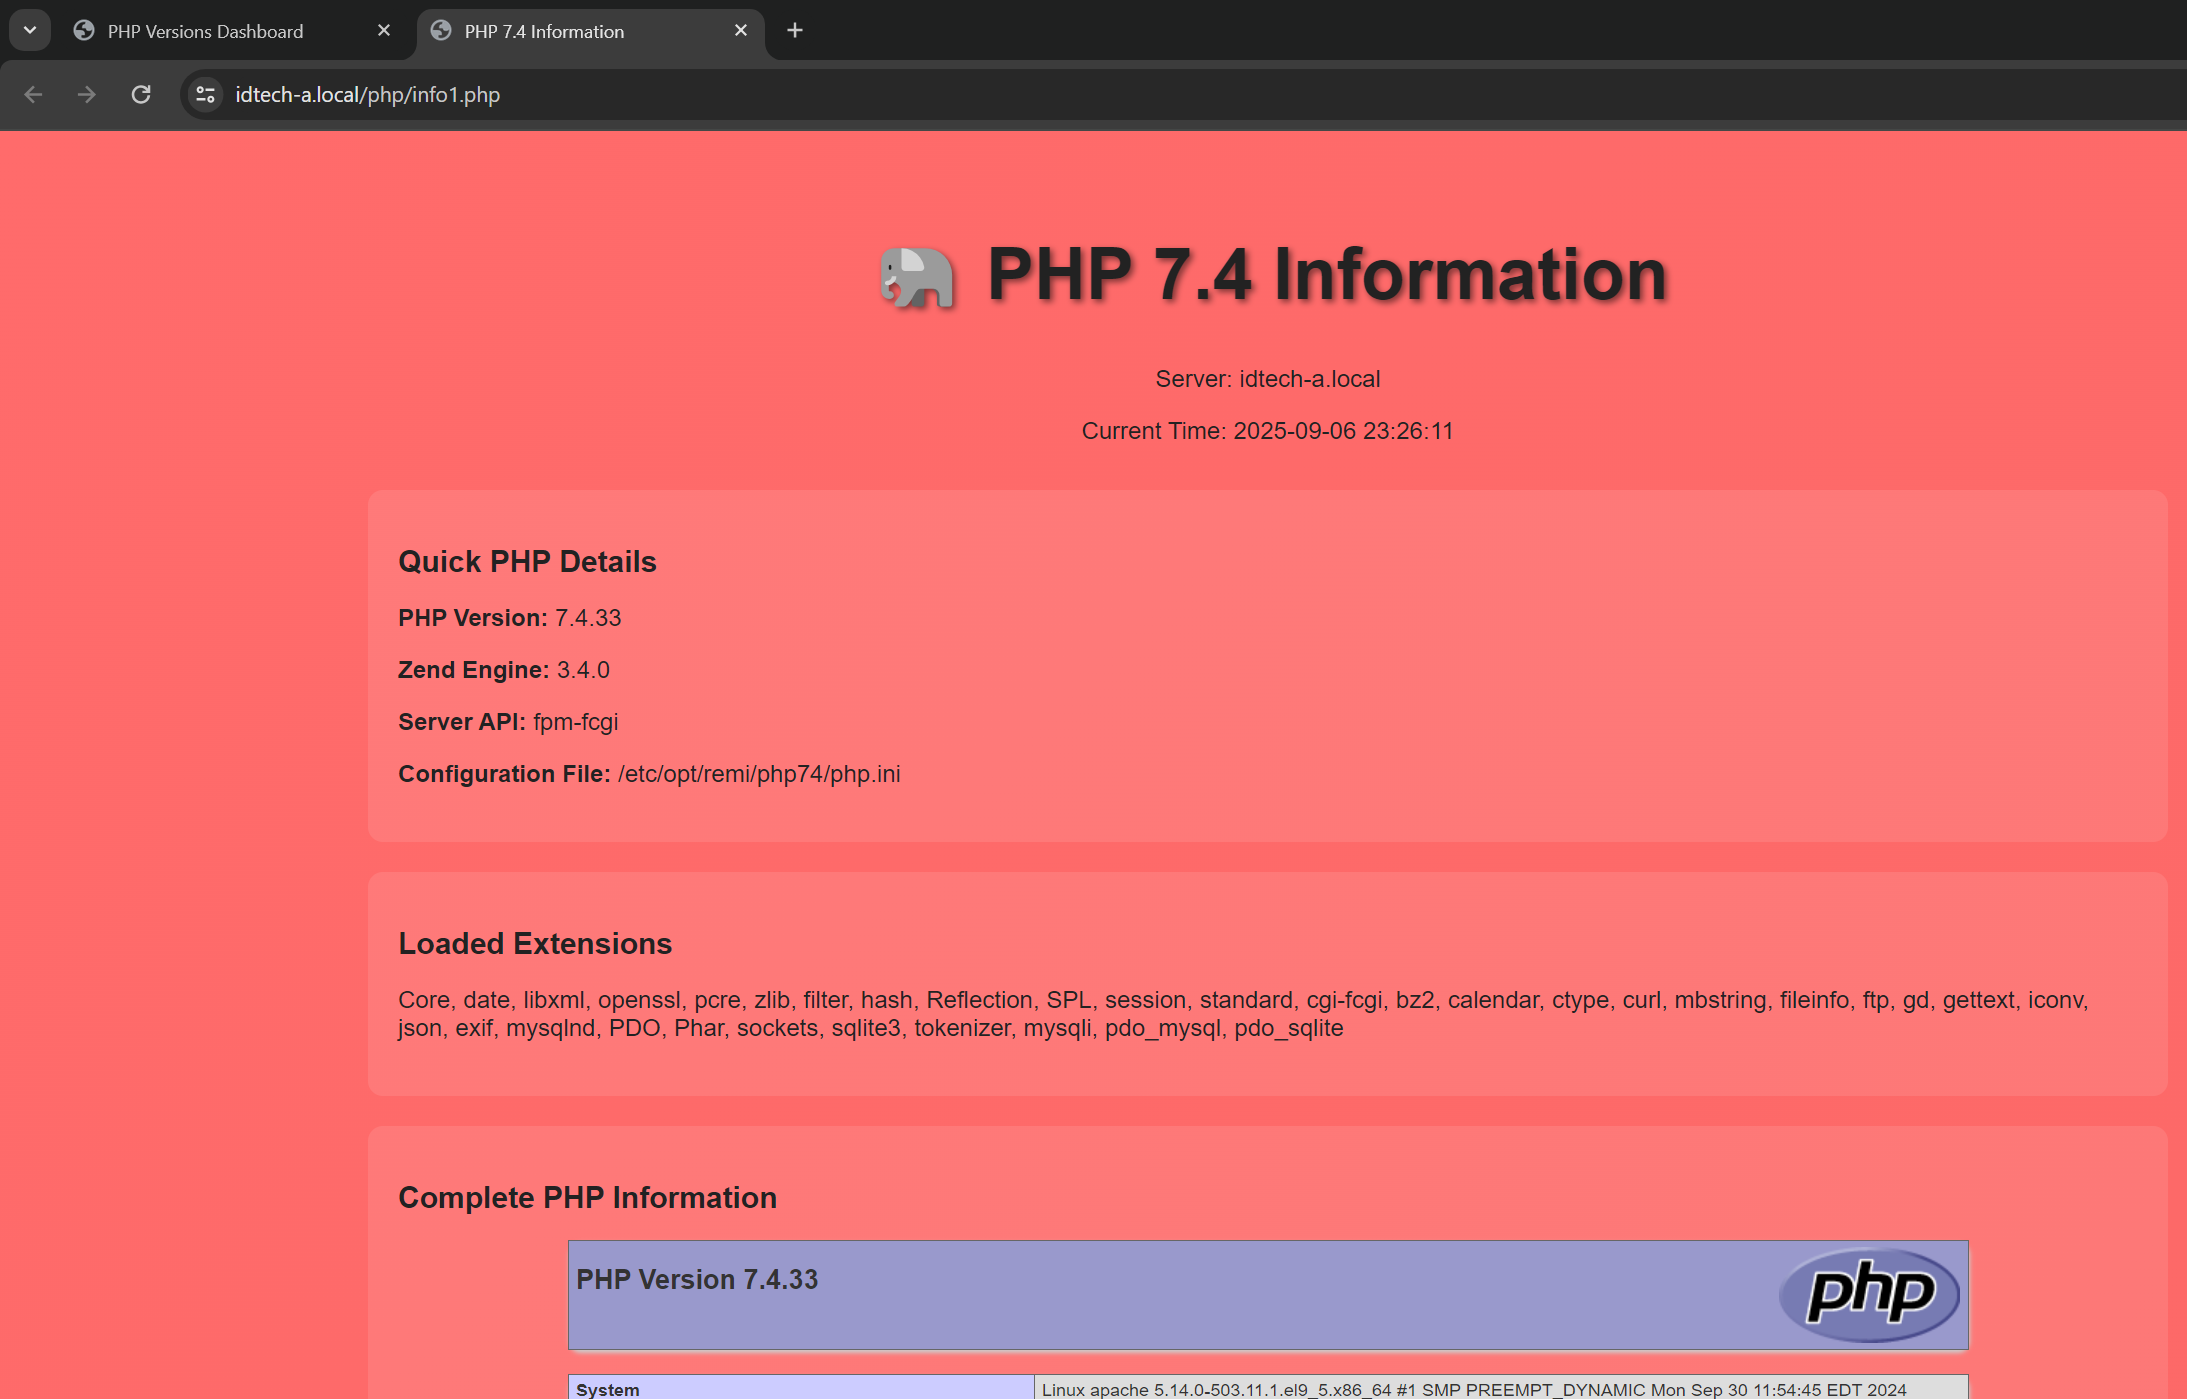 PHP Versions Dashboard
PHP 7.4 Information
idtech-a.local/php/info1.php
PHP 7.4 Information
Server: idtech-a.local
Current Time: 2025-09-06 23:26:11
Quick PHP Details
PHP Version: 7.4.33
Zend Engine: 3.4.0
Server API: fpm-fcgi
Configuration File: /etc/opt/remi/php74/php.ini
Loaded Extensions
Core, date, libxml, openssl, pcre, zlib, filter, hash, Reflection, SPL, session, standard, cgi-fcgi, bz2, calendar, ctype, curl, mbstring, fileinfo, ftp, gd, gettext, iconv,
json, exif, mysqlnd, PDO, Phar, sockets, sqlite3, tokenizer, mysqli, pdo_mysql, pdo_sqlite
Complete PHP Information
PHP Version 7.4.33
php
System
Linux apache 5.14.0-503.11.1.el9_5.x86_64 #1 SMP PREEMPT_DYNAMIC Mon Sep 30 11:54:45 EDT 2024